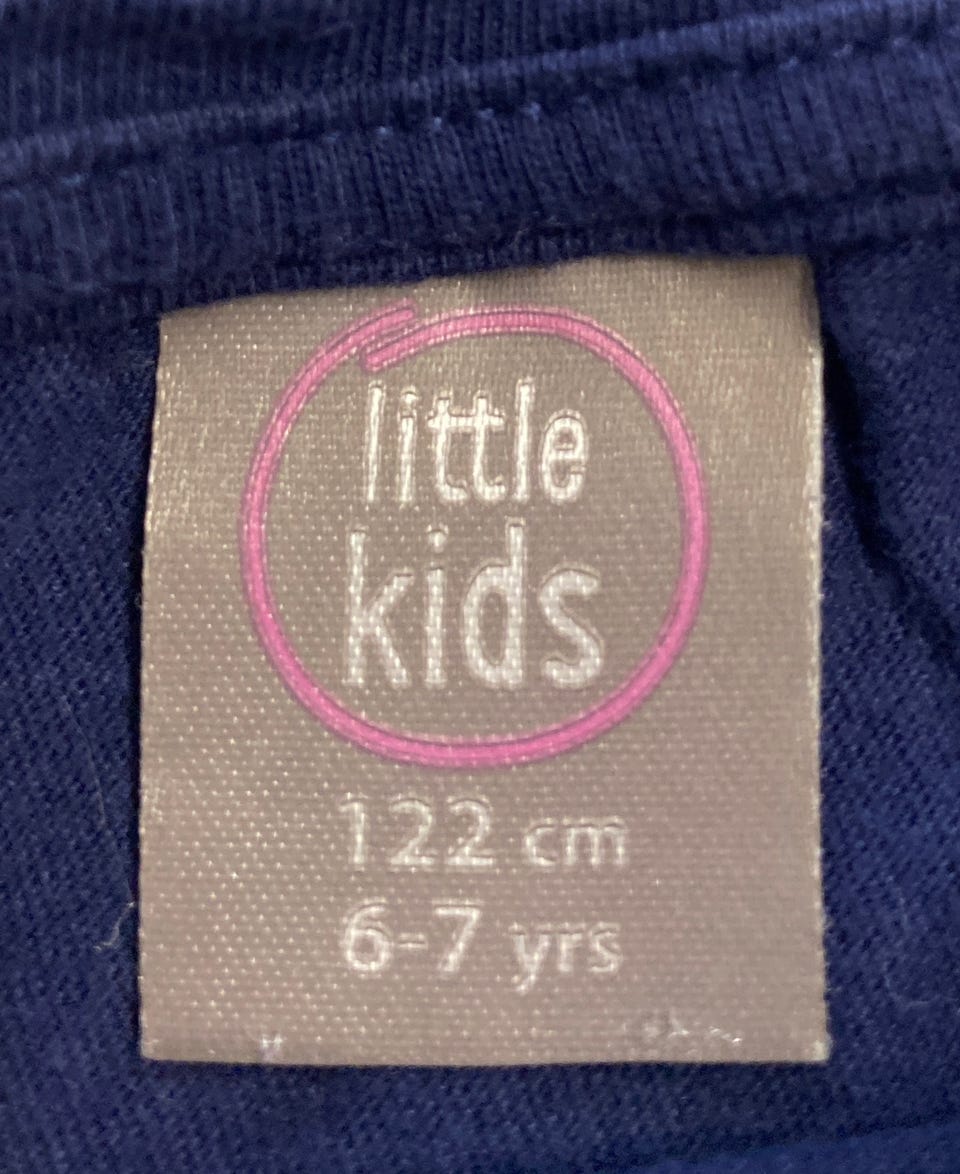 little
kids
122 cm
6-7 yrs